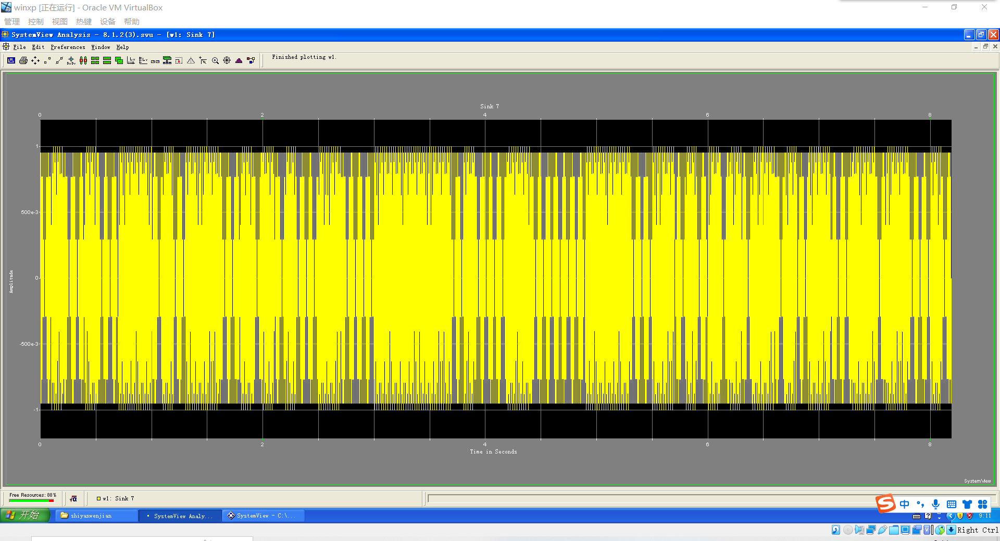 winxp [正在运行] - Oracle VM VirtualBox
管理 控制 视图 热键 设备 帮助
SystemView Analysis - 8.1.2(3).svu - [w1: Sink 7]
File Edit Preferences Window Help
Finished plotting w1.
Sink 7
0 2 4 6 8
1
500e-3
0
-500e-3
-1
Amplitude
0 2 4 6 8
Time in Seconds
SystemView
Free Resources: 88%
√α
w1: Sink 7
中
开始
shiyanwenjian
SystemView Analy...
SystemView - C:\...
9:11
Right Ctrl